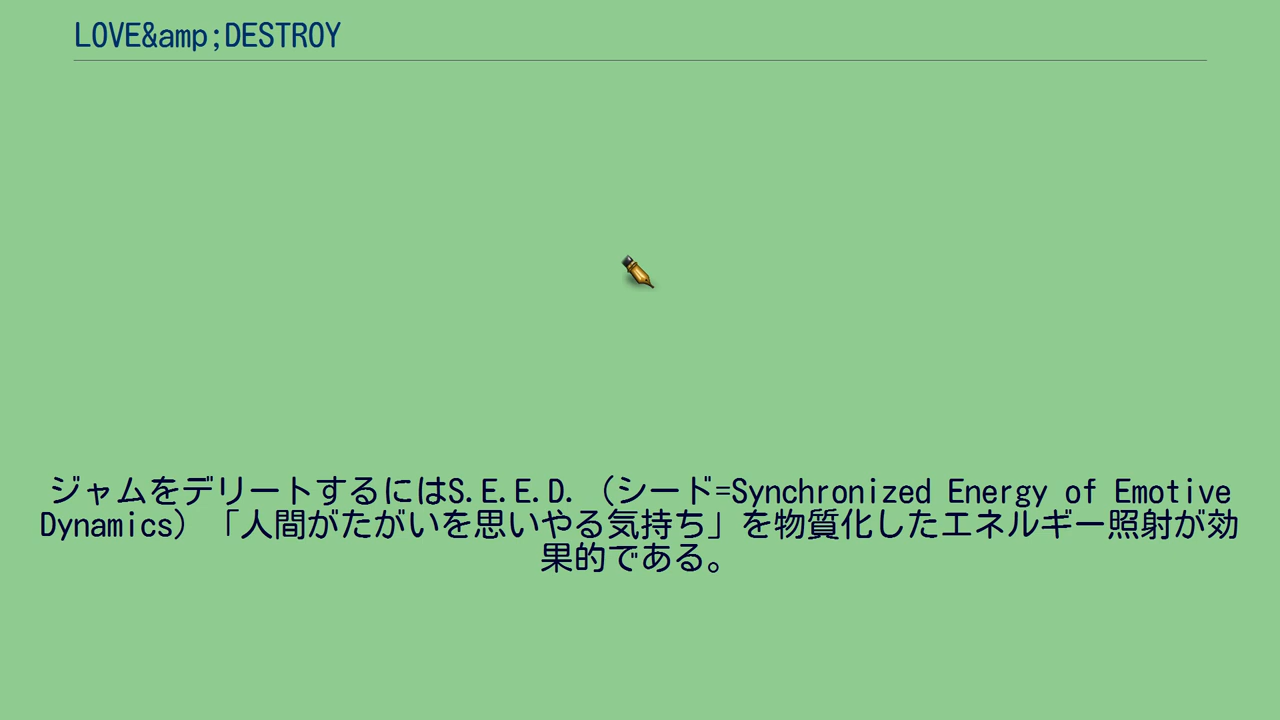 LOVE&amp;DESTROY
ジャムをデリートするにはS.E.E.D.（シード=Synchronized Energy of Emotive
Dynamics）「人間がたがいを思いやる気持ち」を物質化したエネルギー照射が効
果的である。